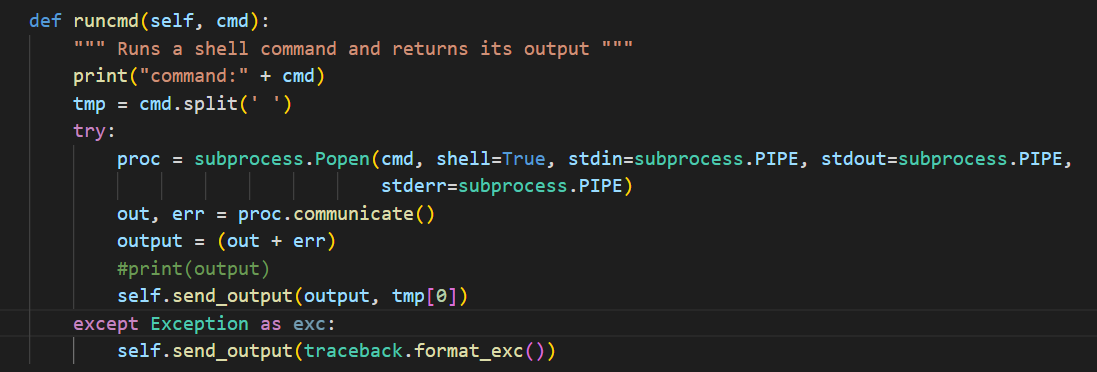 def runcmd(self, cmd):
    """ Runs a shell command and returns its output """
    print("command:" + cmd)
    tmp = cmd.split(' ')
    try:
        proc = subprocess.Popen(cmd, shell=True, stdin=subprocess.PIPE, stdout=subprocess.PIPE,
                                stderr=subprocess.PIPE)
        out, err = proc.communicate()
        output = (out + err)
        #print(output)
        self.send_output(output, tmp[0])
    except Exception as exc:
        self.send_output(traceback.format_exc())